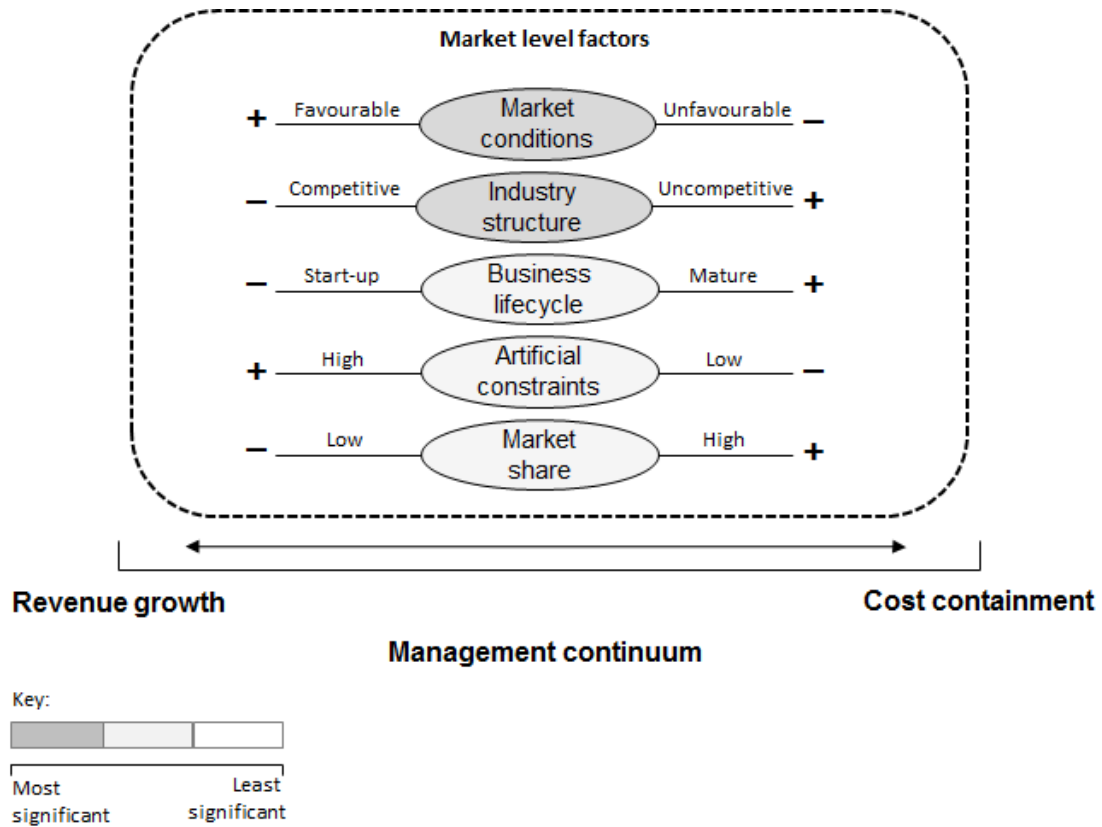 Market level factors
+ Favourable Market conditions Unfavourable –
– Competitive Industry structure Uncompetitive +
– Start-up Business lifecycle Mature +
+ High Artificial constraints Low –
– Low Market share High +
Revenue growth Cost containment
Management continuum
Key:
Most significant Least significant